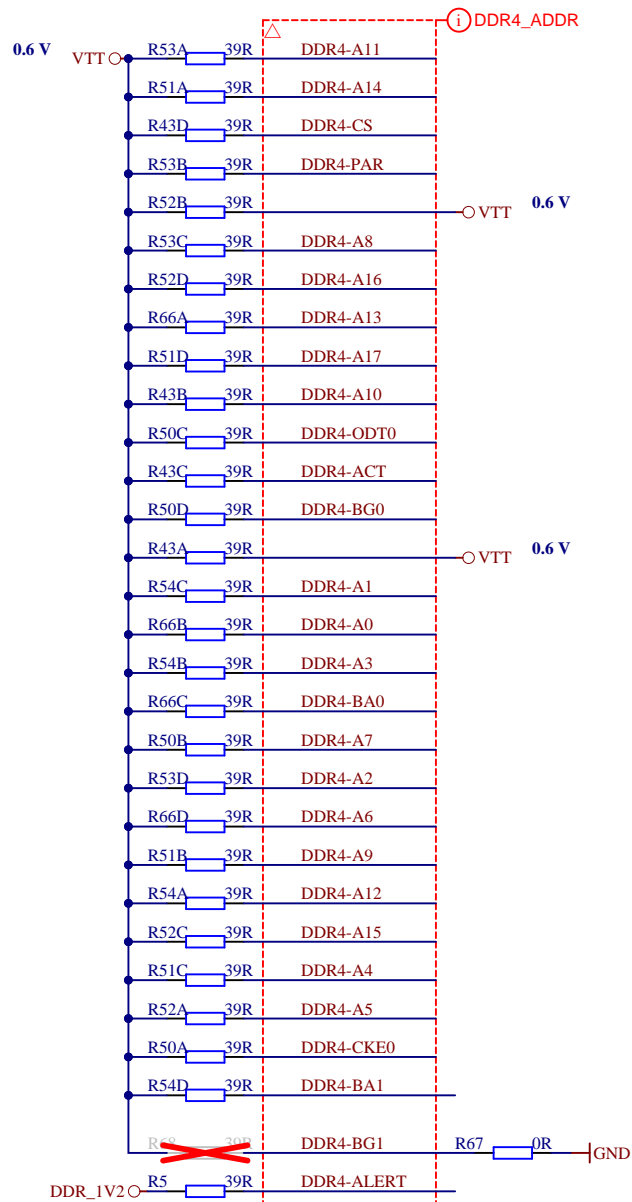 DDR4_ADDR
0.6 V VTT R53A 39R DDR4-A11
R51A 39R DDR4-A14
R43D 39R DDR4-CS
R53B 39R DDR4-PAR
R52B 39R VTT 0.6 V
R53C 39R DDR4-A8
R52D 39R DDR4-A16
R66A 39R DDR4-A13
R51D 39R DDR4-A17
R43B 39R DDR4-A10
R50C 39R DDR4-ODT0
R43C 39R DDR4-ACT
R50D 39R DDR4-BG0
R43A 39R VTT 0.6 V
R54C 39R DDR4-A1
R66B 39R DDR4-A0
R54B 39R DDR4-A3
R66C 39R DDR4-BA0
R50B 39R DDR4-A7
R53D 39R DDR4-A2
R66D 39R DDR4-A6
R51B 39R DDR4-A9
R54A 39R DDR4-A12
R52C 39R DDR4-A15
R51C 39R DDR4-A4
R52A 39R DDR4-A5
R50A 39R DDR4-CKE0
R54D 39R DDR4-BA1
R68 39R DDR4-BG1 R67 0R GND
DDR_1V2 R5 39R DDR4-ALERT